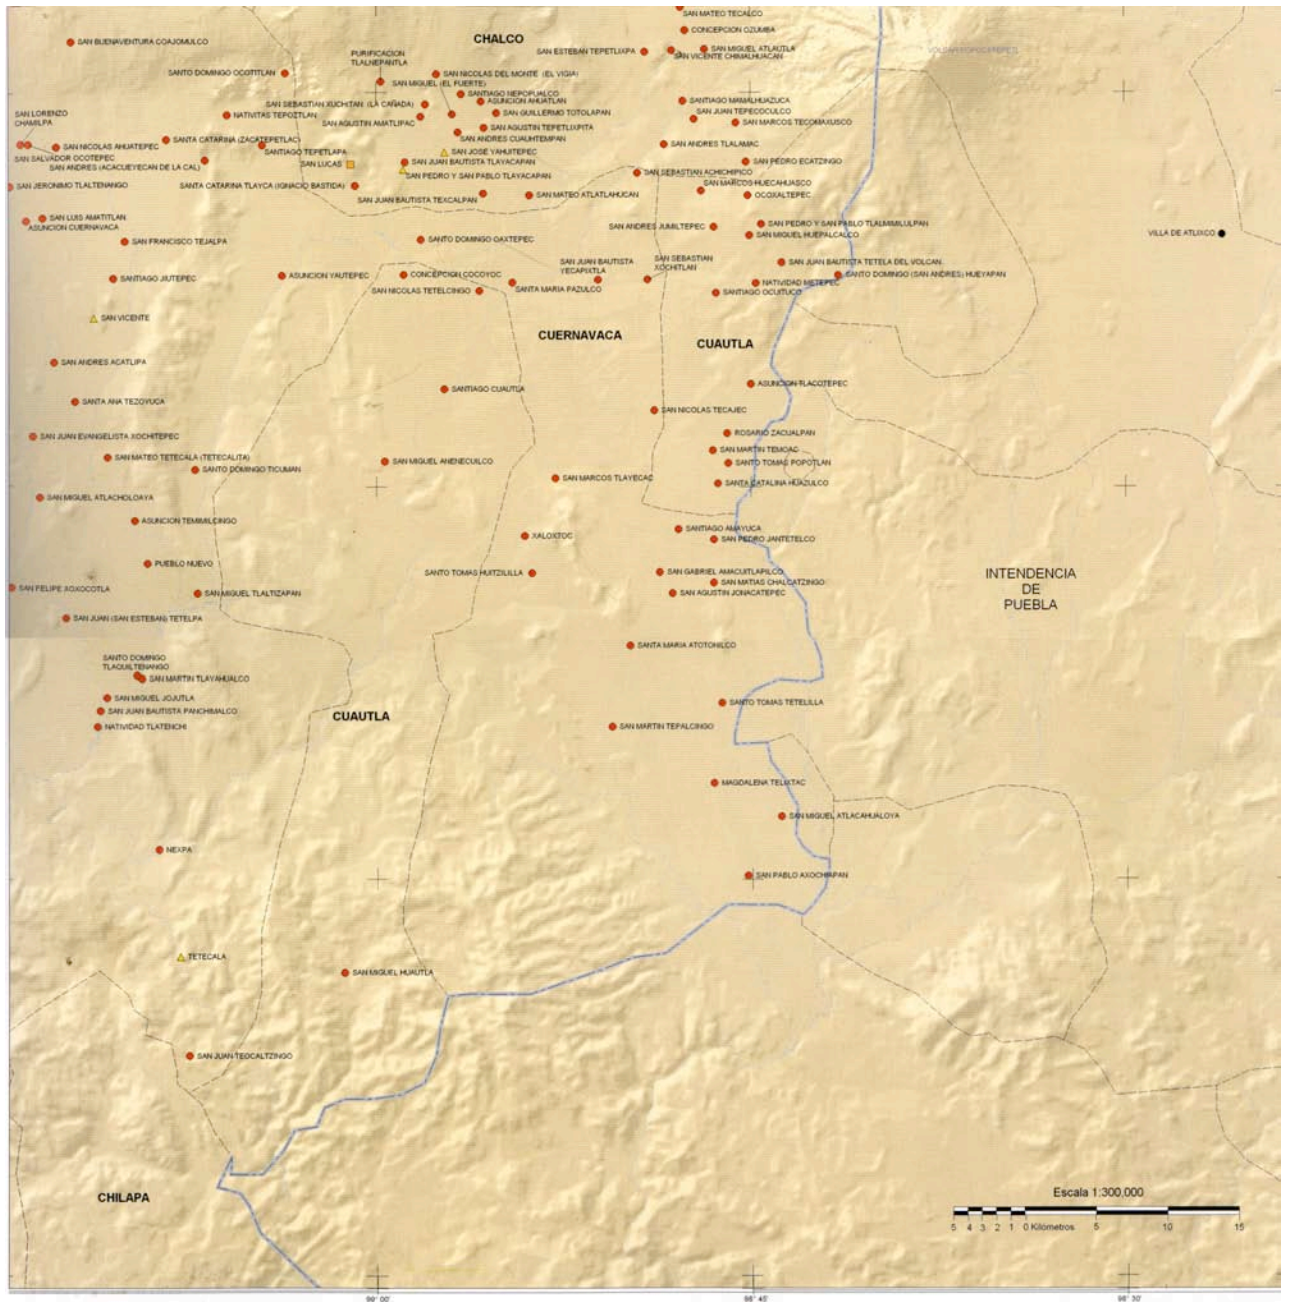 SAN MATEO TECALCO
CONCEPCION OZUMBA
SAN BUENAVENTURA COAJOMULCO
CHALCO
SAN ESTEBAN TEPETLIXPA
SAN MIGUEL ATLAUTLA
SAN VICENTE CHIMALHUACAN
PURIFICACION
TLALNEPANTLA
SANTO DOMINGO OCOTITLAN
SAN NICOLAS DEL MONTE (EL VIGIA)
SAN MIGUEL (EL FUERTE)
SANTIAGO NEPOPUALCO
ASUNCION AHUATLAN
SANTIAGO MAMALHUAZUCA
SAN SEBASTIAN XUCHITAN (LA CAÑADA)
SAN GUILLERMO TOTOLAPAN
SAN JUAN TEPECOCULCO
SAN LORENZO
CHAMILPA
NATIVITAS TEPOZTLAN
SAN AGUSTIN AMATLIPAC
SAN MARCOS TECOMAXUSCO
SAN AGUSTIN TEPETLIXPITA
SAN ANDRES CUAUHTEMPAN
SANTA CATARINA (ZACATEPETLAC)
SAN NICOLAS AHUATEPEC
SANTIAGO TEPETLAPA
SAN JOSE YAHUITEPEC
SAN ANDRES TLALAMAC
SAN SALVADOR OCOTEPEC
SAN ANDRES (ACACUEYECAN DE LA CAL)
SAN LUCAS
SAN JUAN BAUTISTA TLAYACAPAN
SAN PEDRO ECATZINGO
SAN PEDRO Y SAN PABLO TLAYACAPAN
SAN SEBASTIAN ACHICHIPICO
SAN JERONIMO TLALTENANGO
SANTA CATARINA TLAYCA (IGNACIO BASTIDA)
SAN MARCOS HUECAHUASCO
SAN JUAN BAUTISTA TEXCALPAN
SAN MATEO ATLATLAHUCAN
OCOXALTEPEC
SAN LUIS AMATITLAN
ASUNCION CUERNAVACA
SAN ANDRES JUMILTEPEC
SAN PEDRO Y SAN PABLO TLALMIMILULPAN
SAN MIGUEL HUEPALCALCO
VILLA DE ATLIXCO
SAN FRANCISCO TEJALPA
SANTO DOMINGO OAXTEPEC
SAN JUAN BAUTISTA
YECAPIXTLA
SAN SEBASTIAN
XOCHITLAN
SAN JUAN BAUTISTA TETELA DEL VOLCAN
SANTIAGO JIUTEPEC
ASUNCION YAUTEPEC
CONCEPCION COCOYOC
SANTO DOMINGO (SAN ANDRES) HUEYAPAN
SAN NICOLAS TETELCINGO
SANTA MARIA PAZULCO
NATIVIDAD METEPEC
SANTIAGO OCUITUCO
SAN VICENTE
CUERNAVACA
CUAUTLA
SAN ANDRES ACATLIPA
SANTIAGO CUAUTLA
ASUNCION TLACOTEPEC
SANTA ANA TEZOYUCA
SAN NICOLAS TECAJEC
SAN JUAN EVANGELISTA XOCHITEPEC
ROSARIO ZACUALPAN
SAN MATEO TETECALA (TETECALITA)
SAN MIGUEL ANENECUILCO
SAN MARTIN TEMOAC
SANTO DOMINGO TICUMAN
SANTO TOMAS POPOTLAN
SAN MARCOS TLAYECAC
SANTA CATALINA HUAZULCO
SAN MIGUEL ATLACHOLOAYA
ASUNCION TEMIMILCINGO
XALOXTOC
SANTIAGO AMAYUCA
SAN PEDRO JANTETELCO
PUEBLO NUEVO
SANTO TOMAS HUITZILILLA
SAN GABRIEL AMACUITLAPILCO
SAN MATIAS CHALCATZINGO
INTENDENCIA
DE
PUEBLA
SAN FELIPE XOXOCOTLA
SAN MIGUEL TLALTIZAPAN
SAN AGUSTIN JONACATEPEC
SAN JUAN (SAN ESTEBAN) TETELPA
SANTA MARIA ATOTONILCO
SANTO DOMINGO
TLAQUILTENANGO
SAN MARTIN TLAYAHUALCO
SAN MIGUEL JOJUTLA
SAN JUAN BAUTISTA PANCHIMALCO
NATIVIDAD TLATENCHI
CUAUTLA
SANTO TOMAS TETELILLA
SAN MARTIN TEPALCINGO
MAGDALENA TELIXTAC
SAN MIGUEL ATLACAHUALOYA
NEXPA
SAN PABLO AXOCHIAPAN
TETECALA
SAN MIGUEL HUAUTLA
SAN JUAN TEOCALTZINGO
CHILAPA
Escala 1:300,000
5 4 3 2 1 0 Kilometros 5 10 15
99° 00' 98° 45' 98° 30'